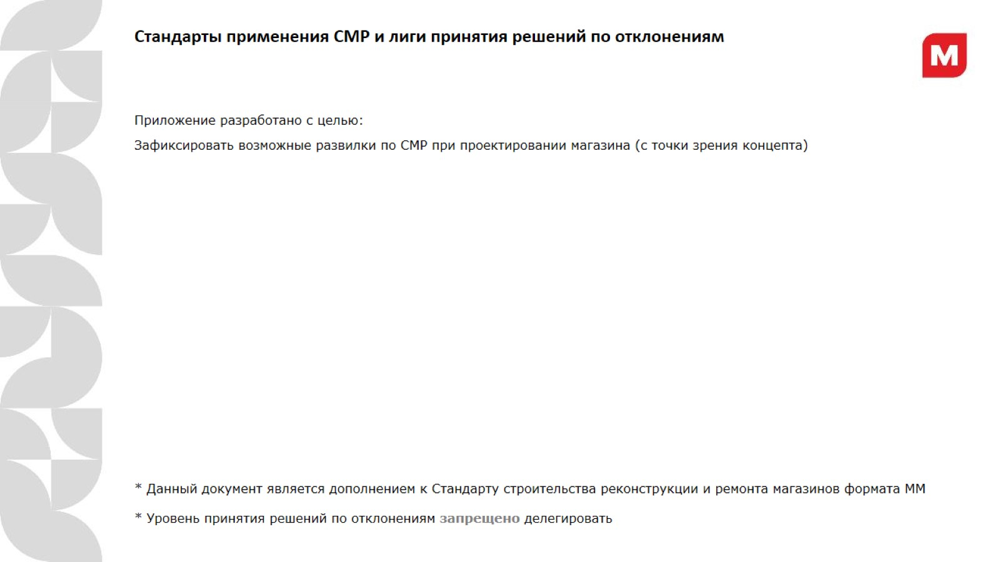 Стандарты применения СМР и лиги принятия решений по отклонениям
М
Приложение разработано с целью:
Зафиксировать возможные развилки по СМР при проектировании магазина (с точки зрения концепта)
* Данный документ является дополнением к Стандарту строительства реконструкции и ремонта магазинов формата ММ
* Уровень принятия решений по отклонениям запрещено делегировать